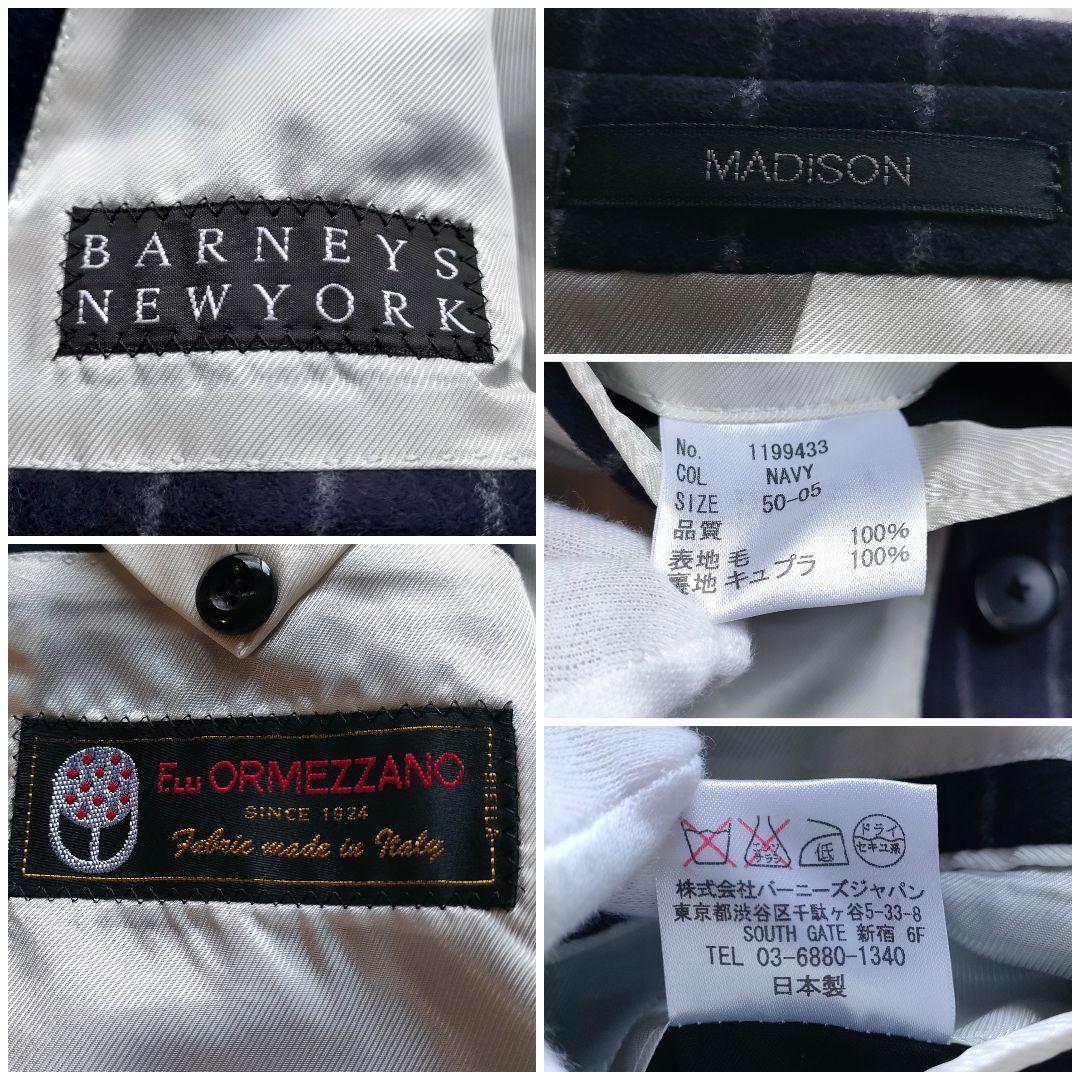 BARNEYS
NEWYORK
MADISON
No. 1199433
COL NAVY
SIZE 50-05
品質
表地 毛 100%
裏地 キュプラ 100%
F.lli ORMEZZANO
SINCE 1924
Fabric made in Italy
低
ドライ
セキユ系
株式会社バーニーズジャパン
東京都渋谷区千駄ヶ谷5-33-8
SOUTH GATE 新宿 6F
TEL 03-6880-1340
日本製